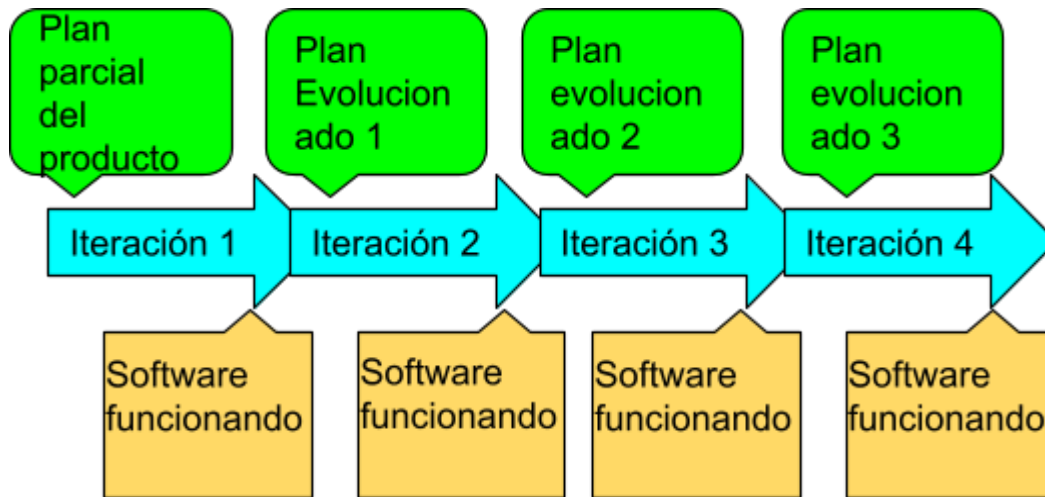 Plan
parcial
del
producto
Plan
Evolucion
ado 1
Plan
evolucion
ado 2
Plan
evolucion
ado 3
Iteración 1
Iteración 2
Iteración 3
Iteración 4
Software
funcionando
Software
funcionando
Software
funcionando
Software
funcionando